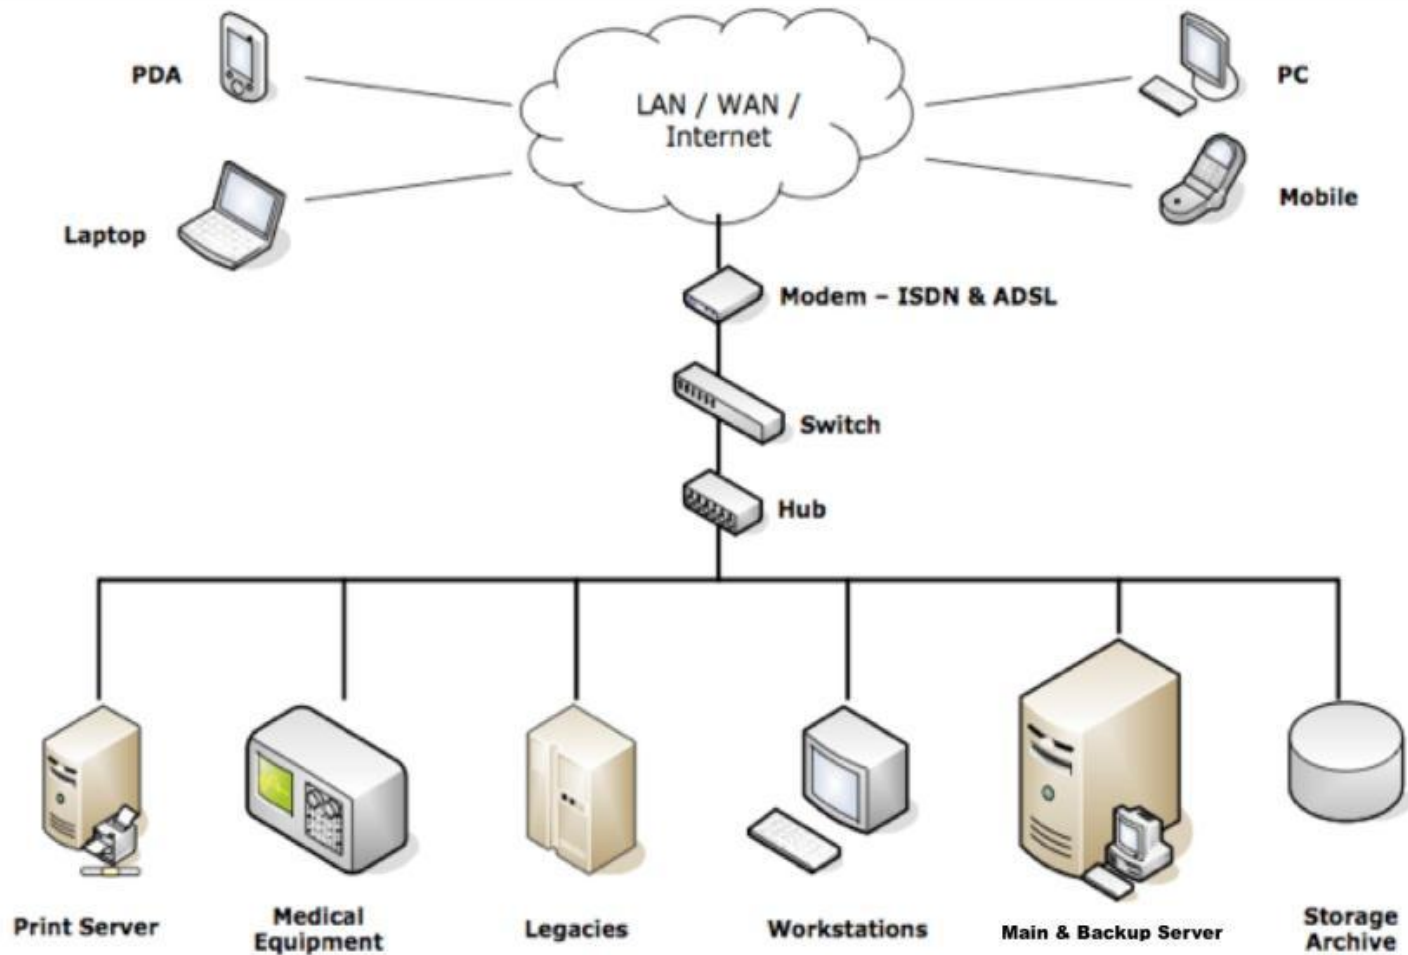 PDA
LAN / WAN /
Internet
PC
Laptop
Mobile
Modem – ISDN & ADSL
Switch
Hub
Print Server
Medical
Equipment
Legacies
Workstations
Main & Backup Server
Storage
Archive